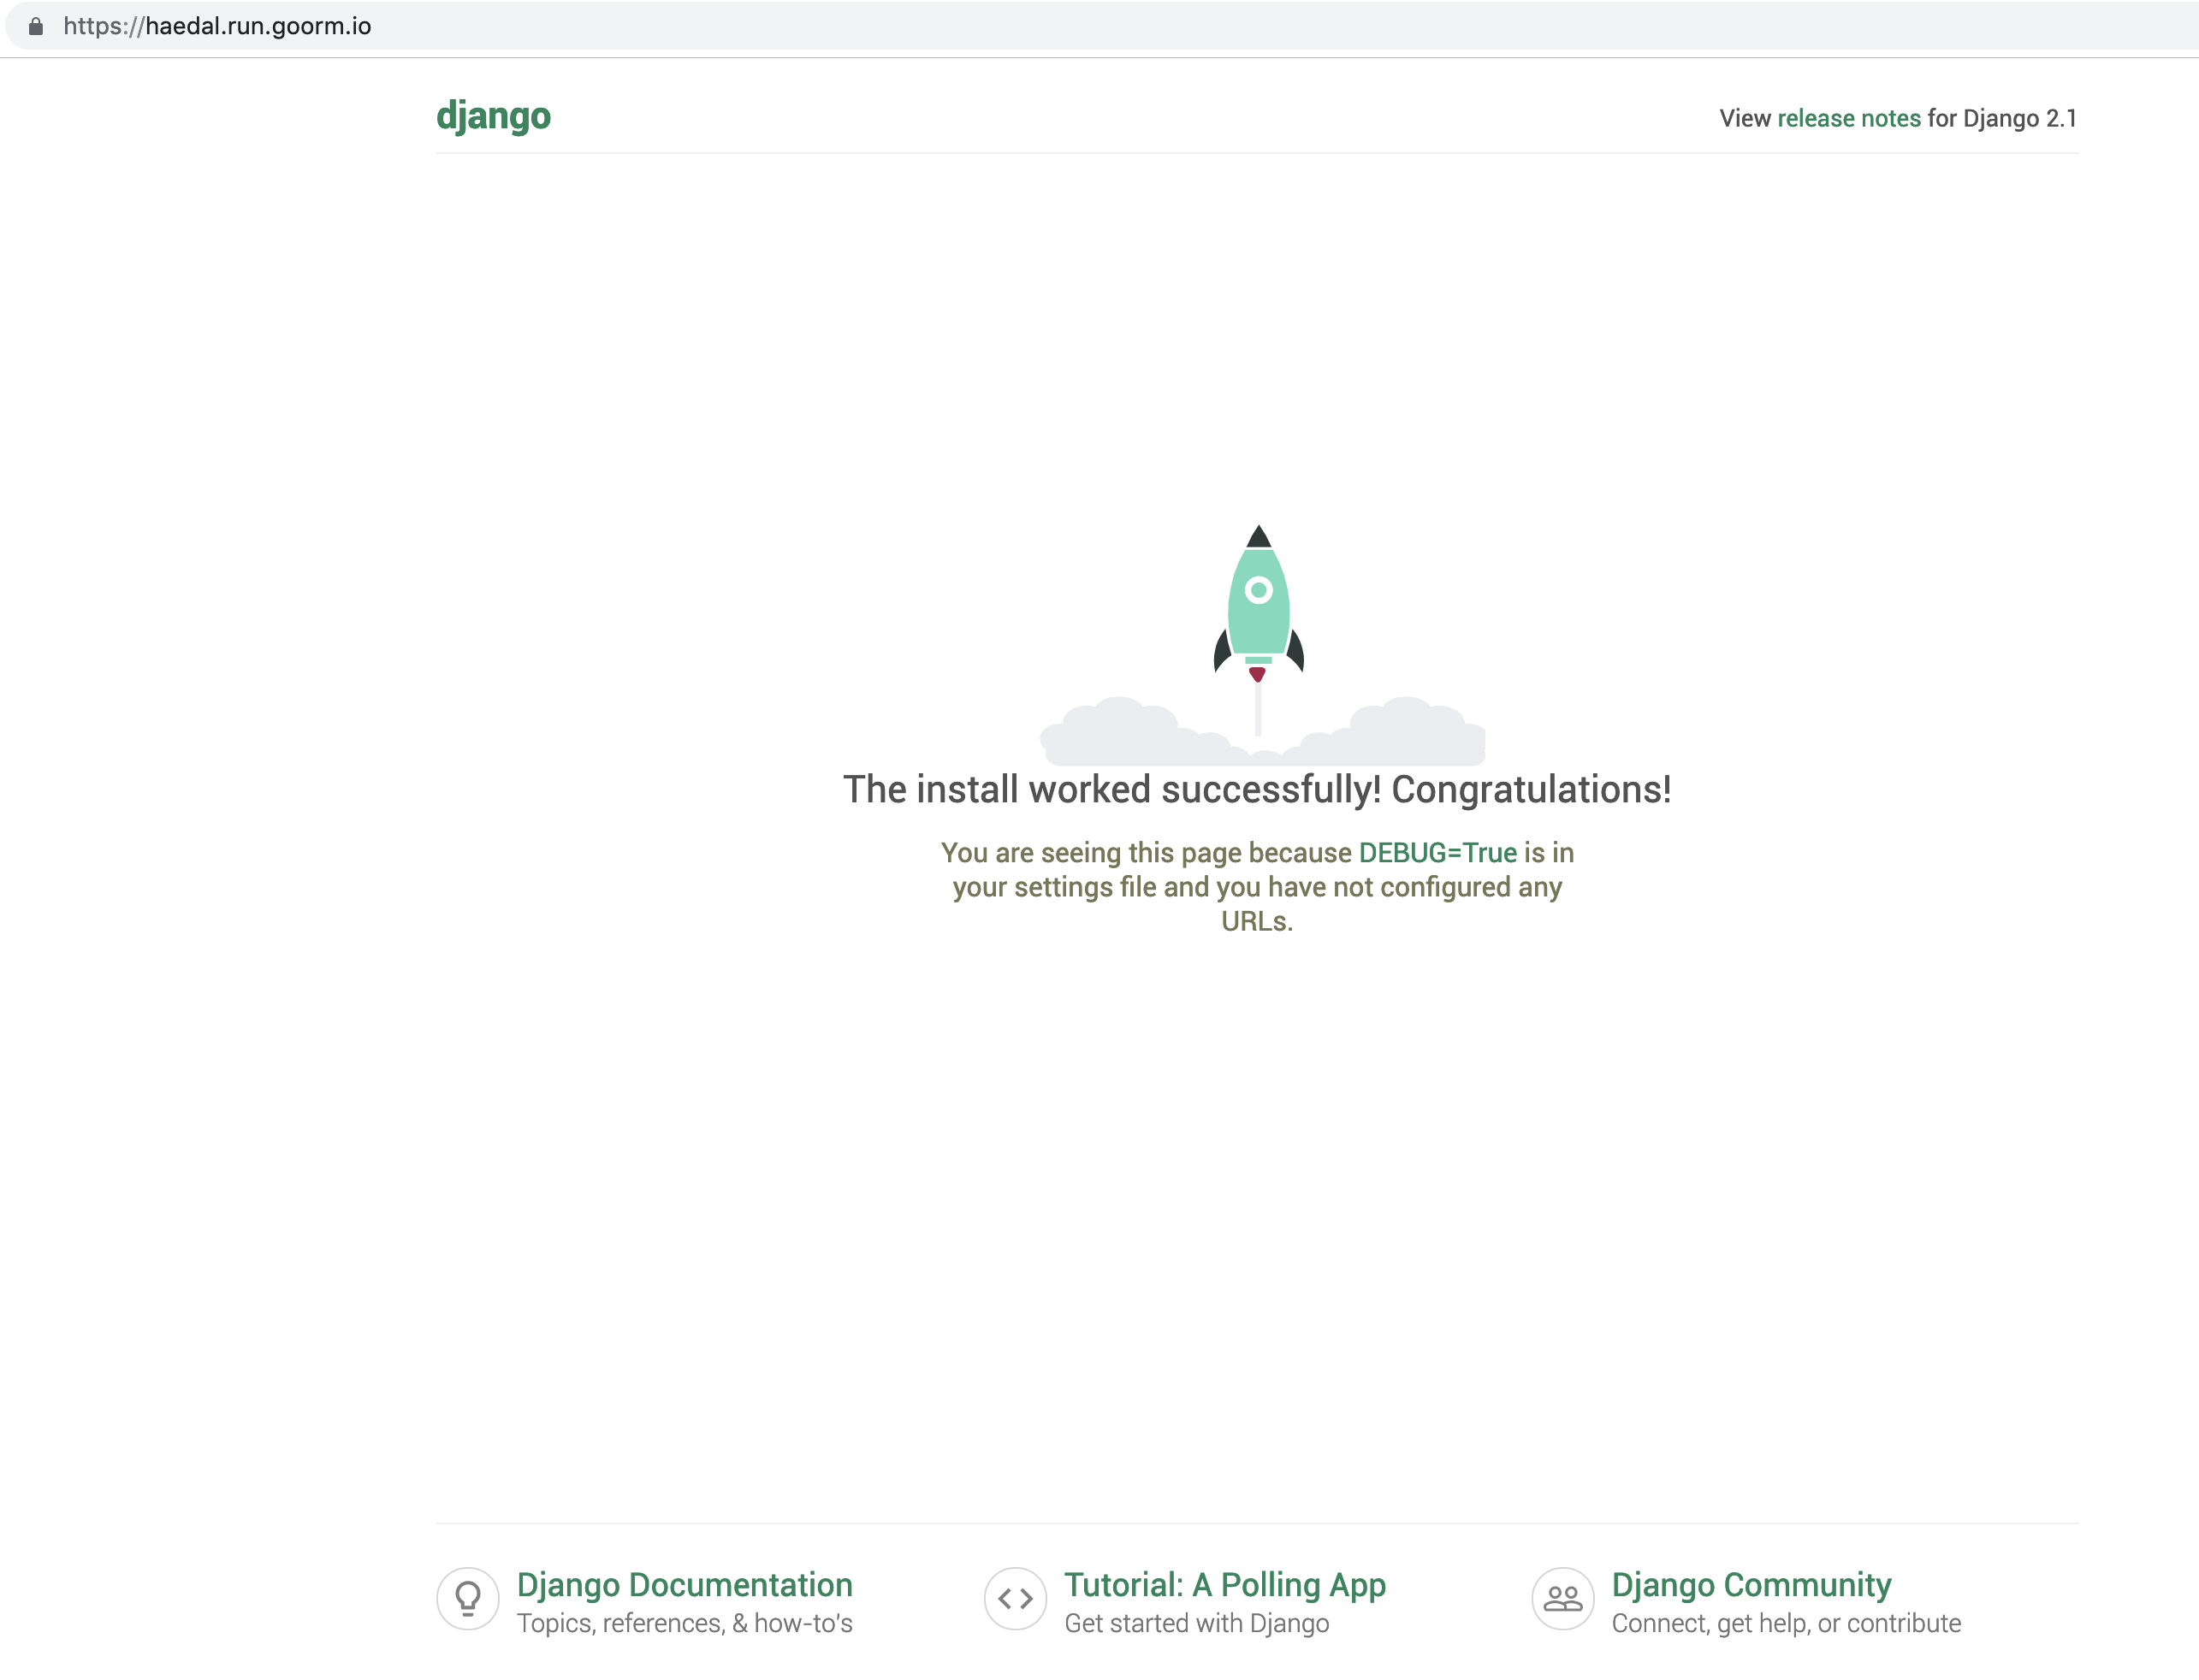 https://haedal.run.goorm.io
django
View release notes for Django 2.1
The install worked successfully! Congratulations!
You are seeing this page because DEBUG=True is in
your settings file and you have not configured any
URLs.
Django Documentation
Topics, references, & how-to's
Tutorial: A Polling App
Get started with Django
Django Community
Connect, get help, or contribute